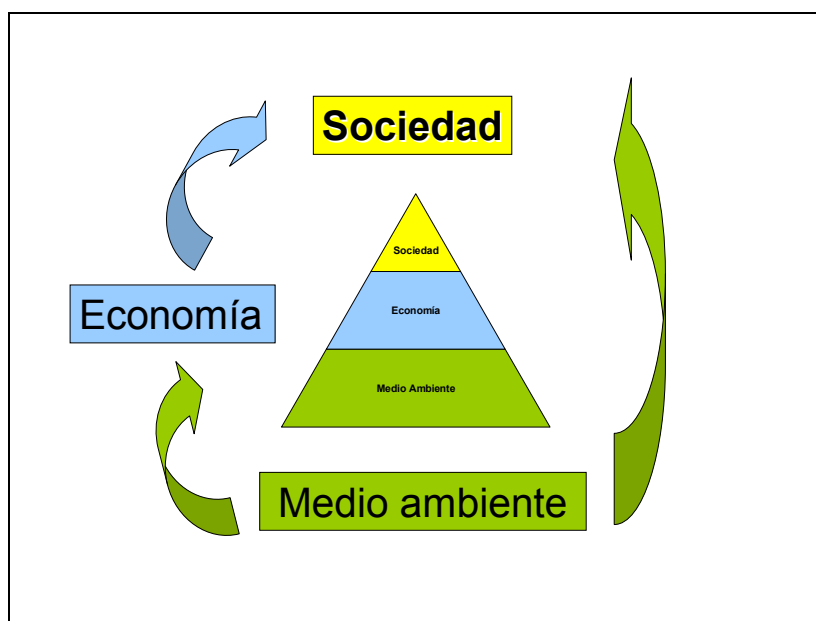 Sociedad
Sociedad
Economía
Economía
Medio Ambiente
Medio ambiente